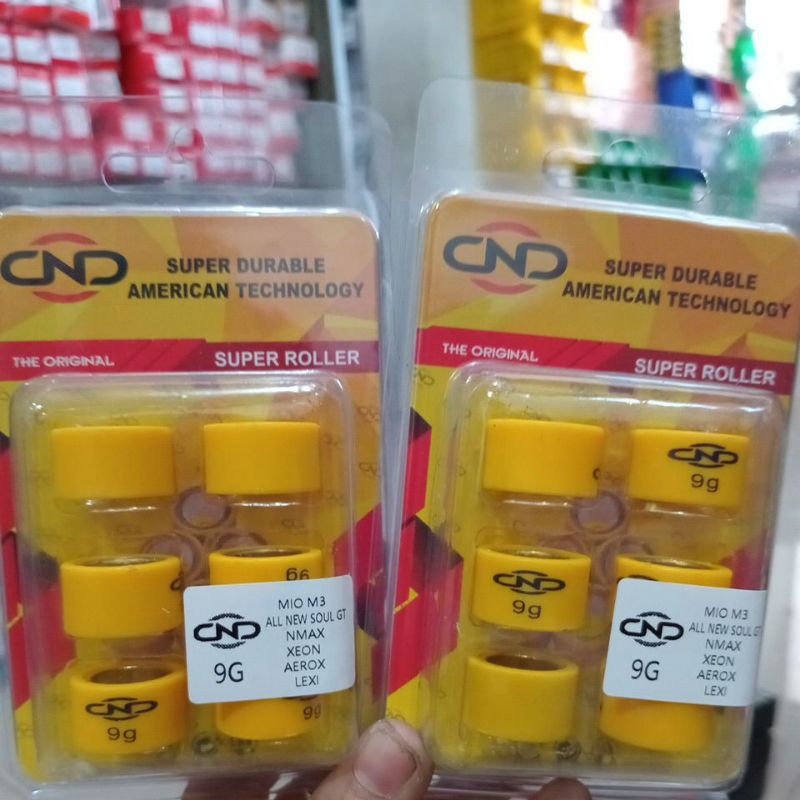 CND
SUPER DURABLE
AMERICAN TECHNOLOGY
THE ORIGINAL
SUPER ROLLER
9g
CND
9G
MIO M3
ALL NEW SOUL GT
NMAX
XEON
AEROX
LEXI
CND
9g
9g
CND
SUPER DURABLE
AMERICAN TECHNOLOGY
THE ORIGINAL
SUPER ROLLER
CND
9g
CND
9g
CND
9G
MIO M3
ALL NEW SOUL GT
NMAX
XEON
AEROX
LEXI